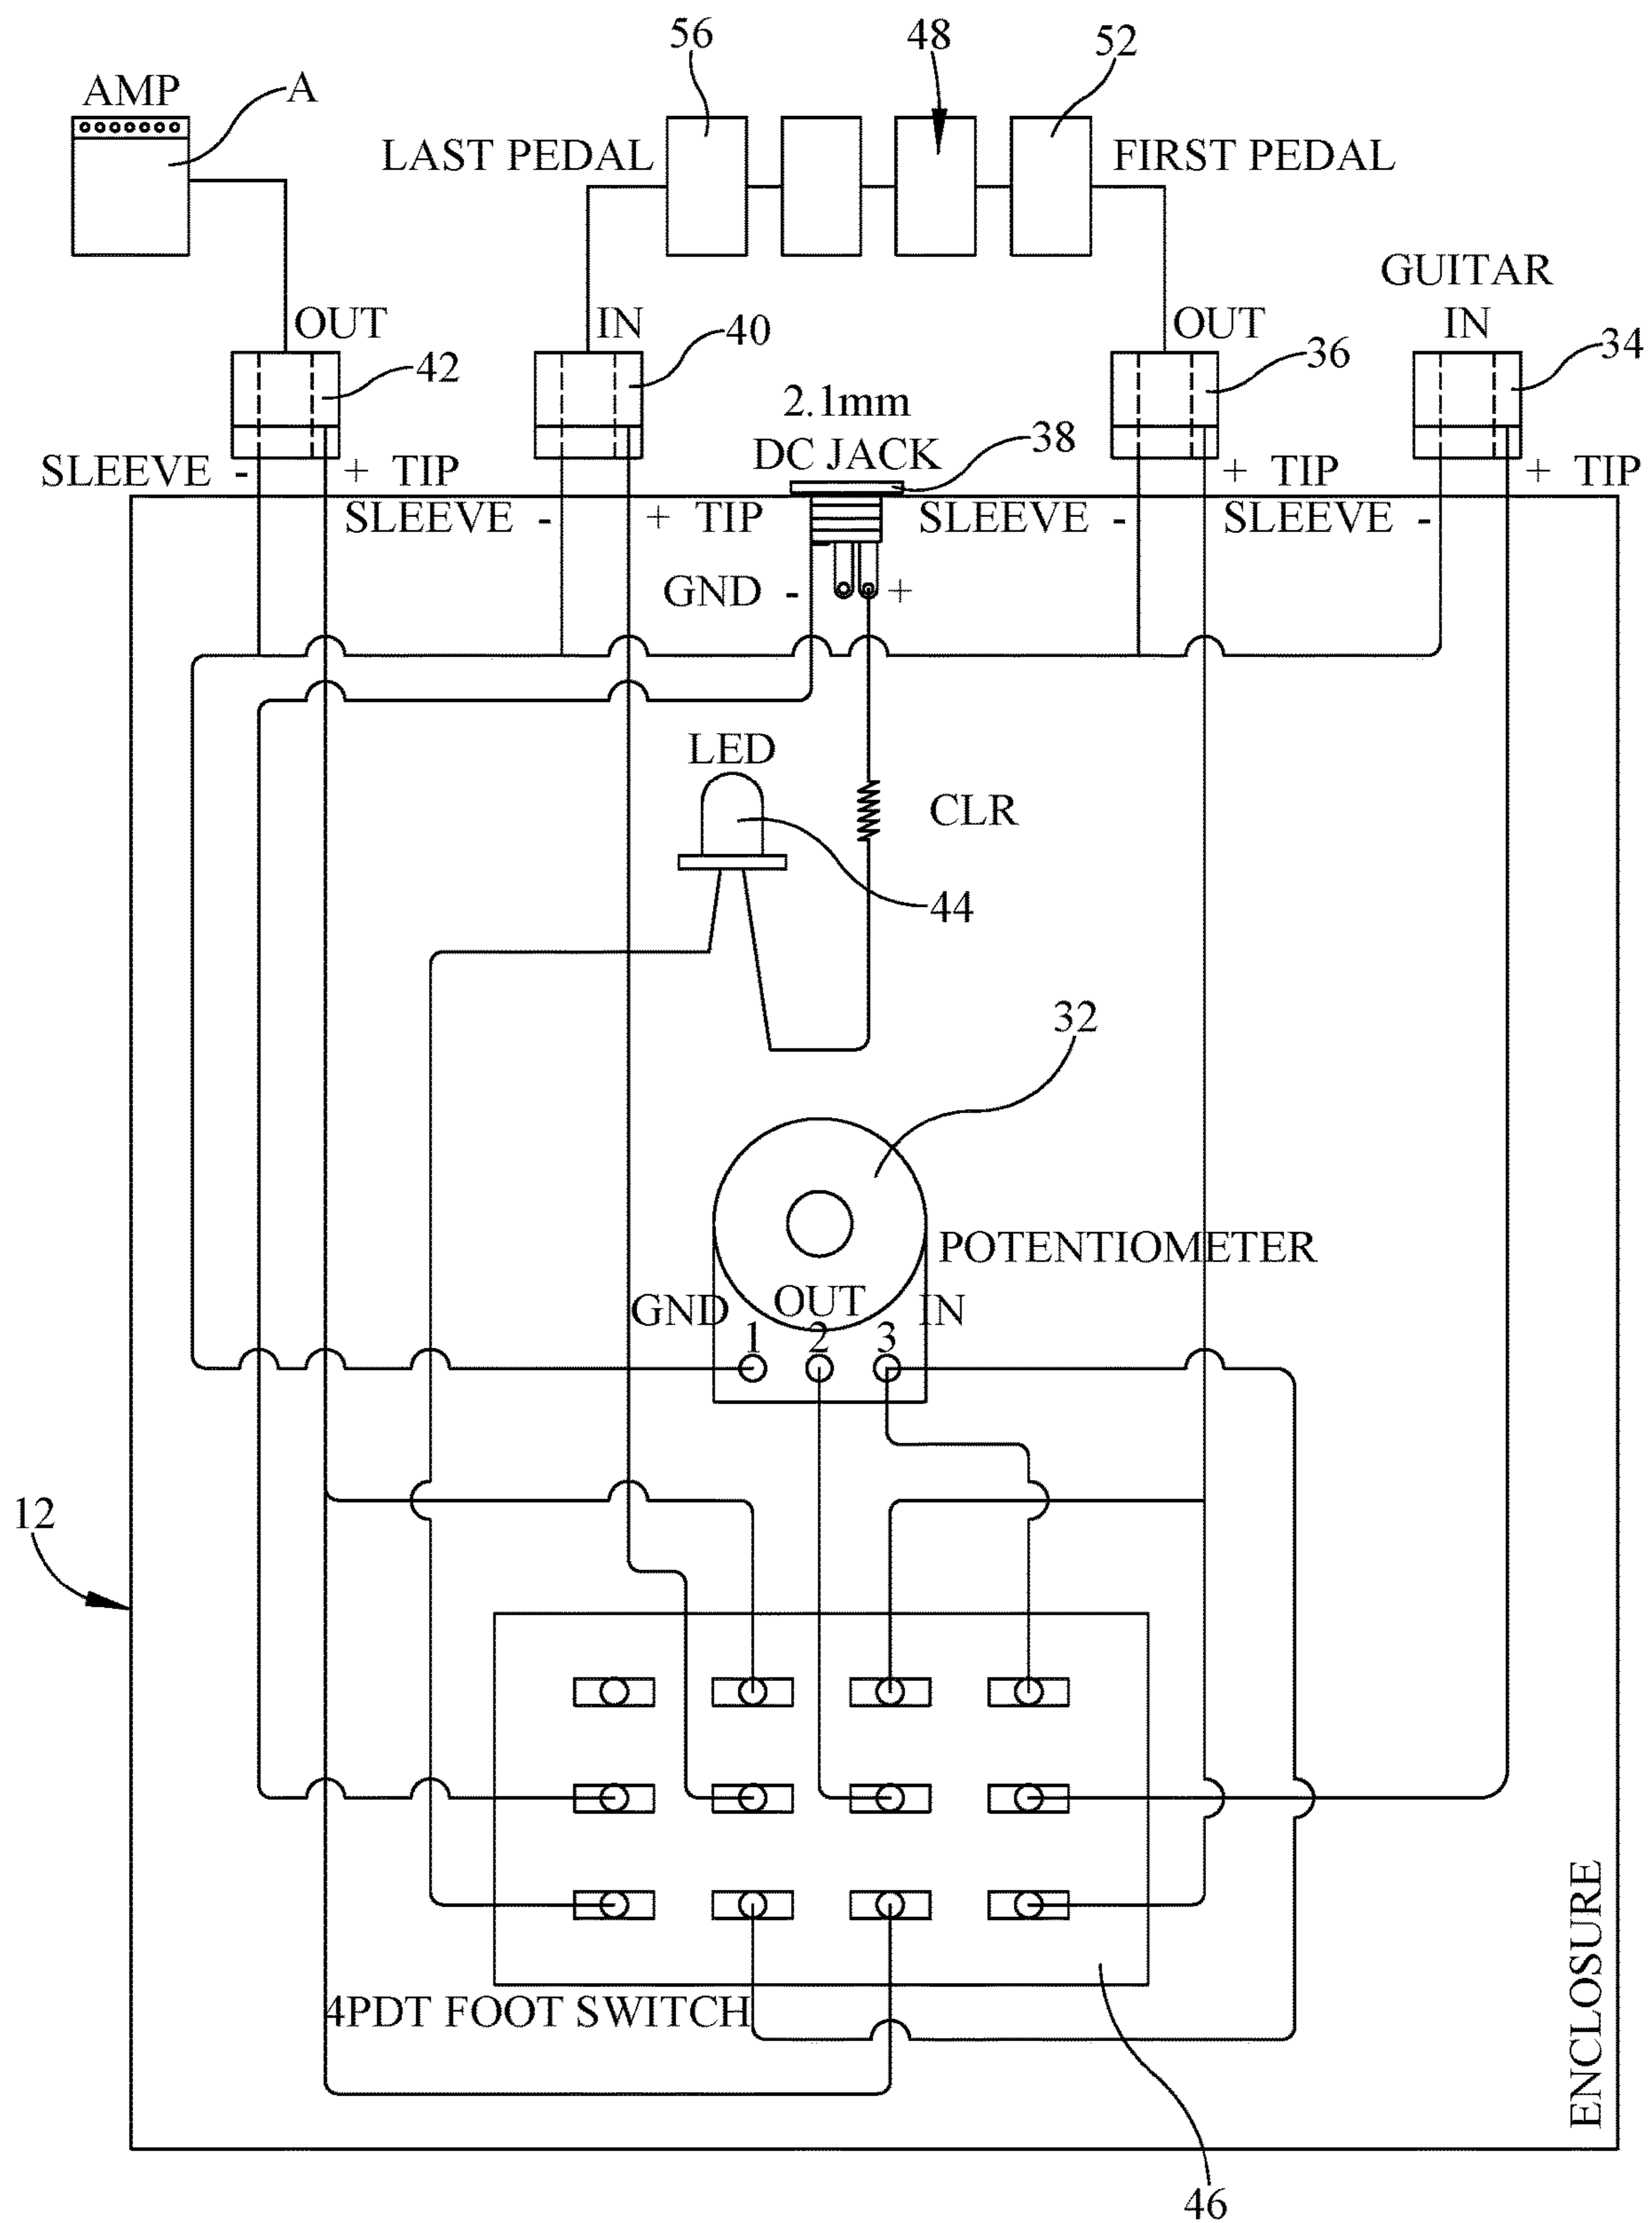 56
48
52
AMP
A
LAST PEDAL
FIRST PEDAL
GUITAR
OUT
IN
OUT
IN
42
40
36
34
2.1mm
DC JACK
38
SLEEVE -
+ TIP
+ TIP
+ TIP
SLEEVE -
+ TIP
SLEEVE -
SLEEVE -
GND -
+
LED
CLR
44
32
POTENTIOMETER
GND
OUT
IN
1
2
3
12
4PDT FOOT SWITCH
ENCLOSURE
46